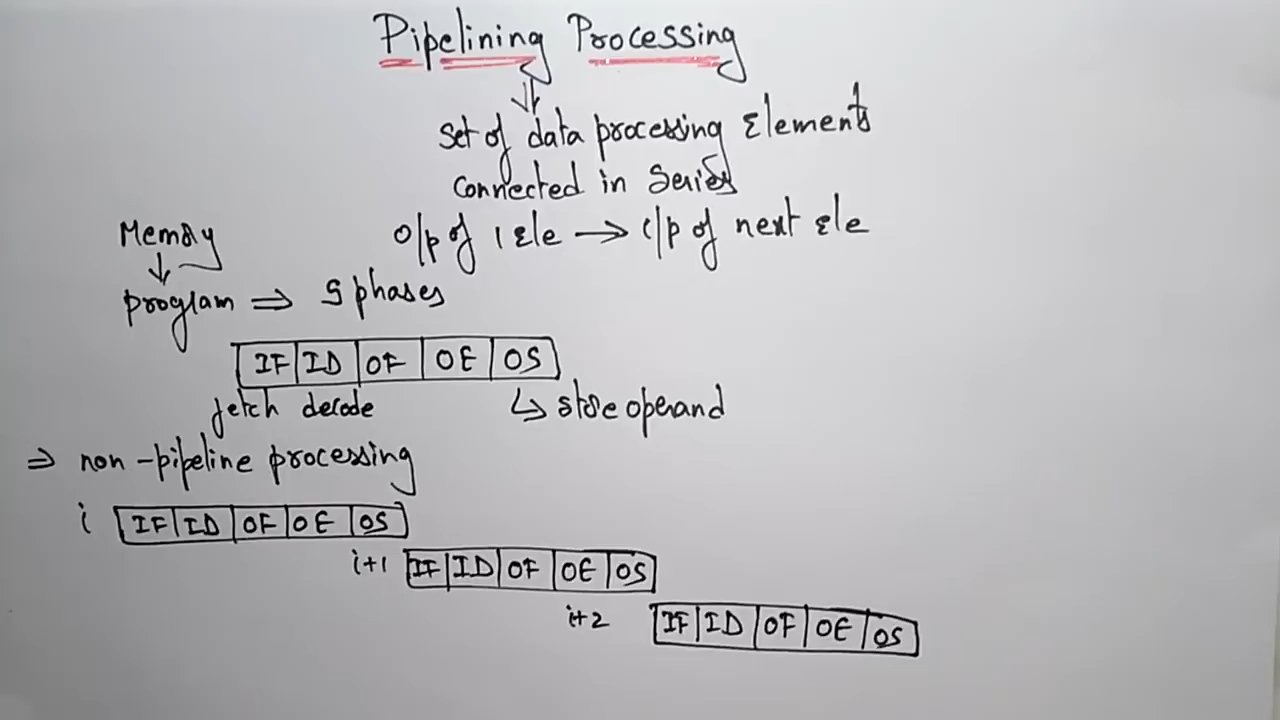 Pipelining Processing
set of data processing Elements
connected in Series
O/p of 1 Ele → i/p of next Ele
Memory
program ⇒ 5 phases
IF ID OF OE OS
fetch decode ↳ store operand
⇒ non-pipeline processing
i IF ID OF OE OS
i+1 IF ID OF OE OS
i+2 IF ID OF OE OS